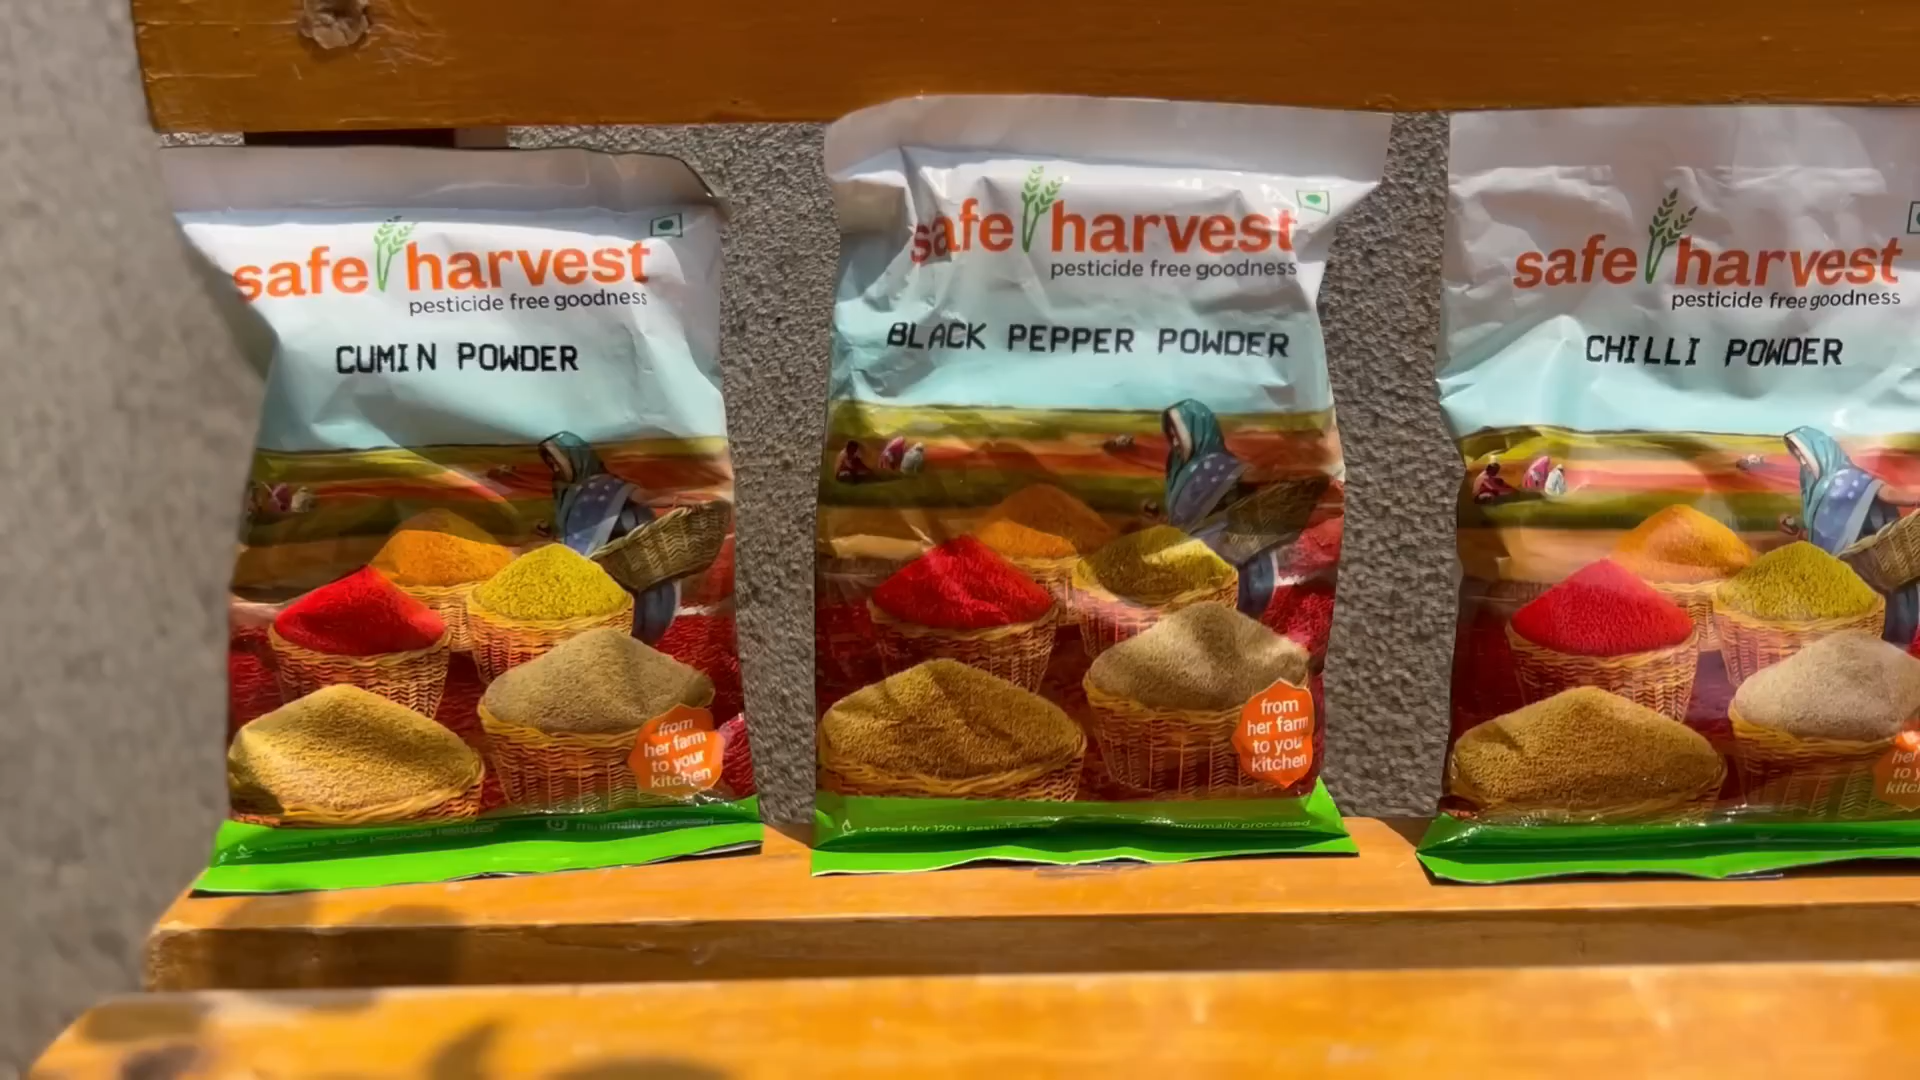 safe harvest
pesticide free goodness
CUMIN POWDER
from
her farm
to your
kitchen
minimally processed
safe harvest
pesticide free goodness
BLACK PEPPER POWDER
from
her farm
to your
kitchen
tested for 120+
minimally processed
safe harvest
pesticide free goodness
CHILLI POWDER